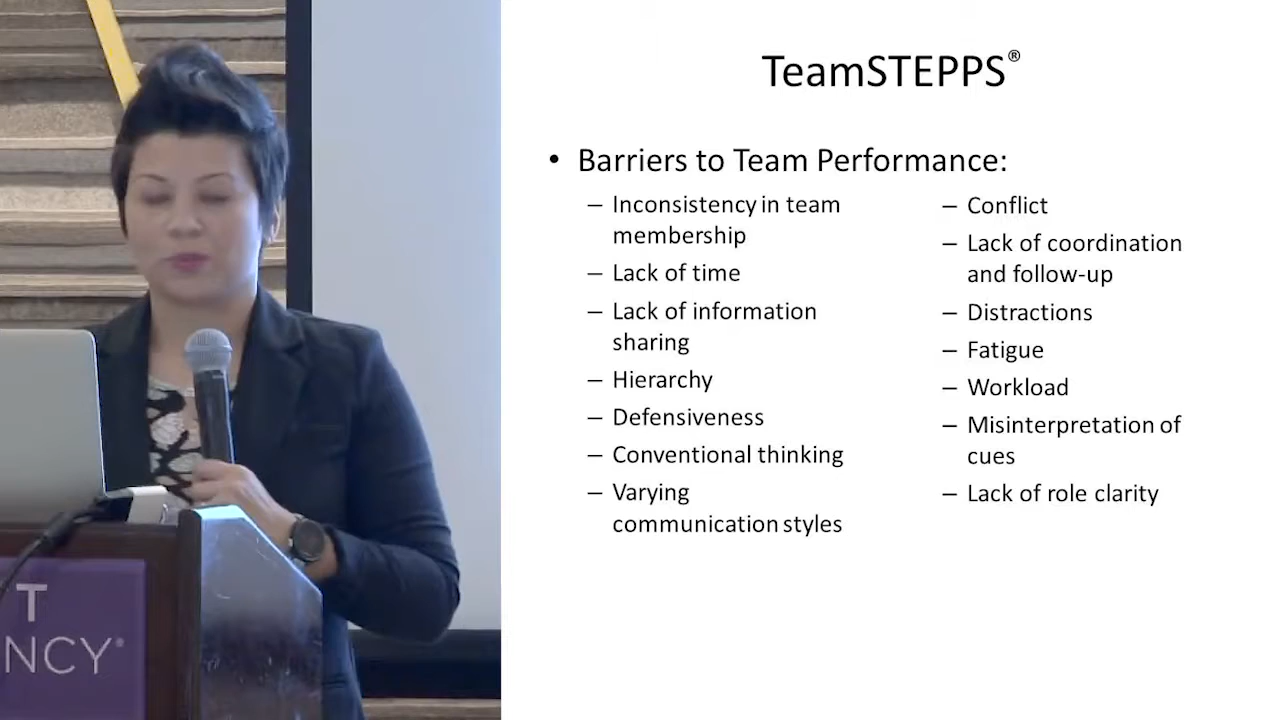 TeamSTEPPS®
• Barriers to Team Performance:
– Inconsistency in team
membership
– Lack of time
– Lack of information
sharing
– Hierarchy
– Defensiveness
– Conventional thinking
– Varying
communication styles
– Conflict
– Lack of coordination
and follow-up
– Distractions
– Fatigue
– Workload
– Misinterpretation of
cues
– Lack of role clarity
T
NCY®